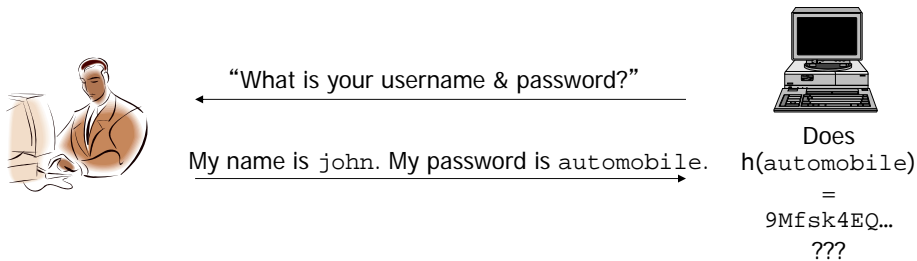 “What is your username & password?”
My name is john. My password is automobile.
Does
h(automobile)
=
9Mfsk4EQ…
???